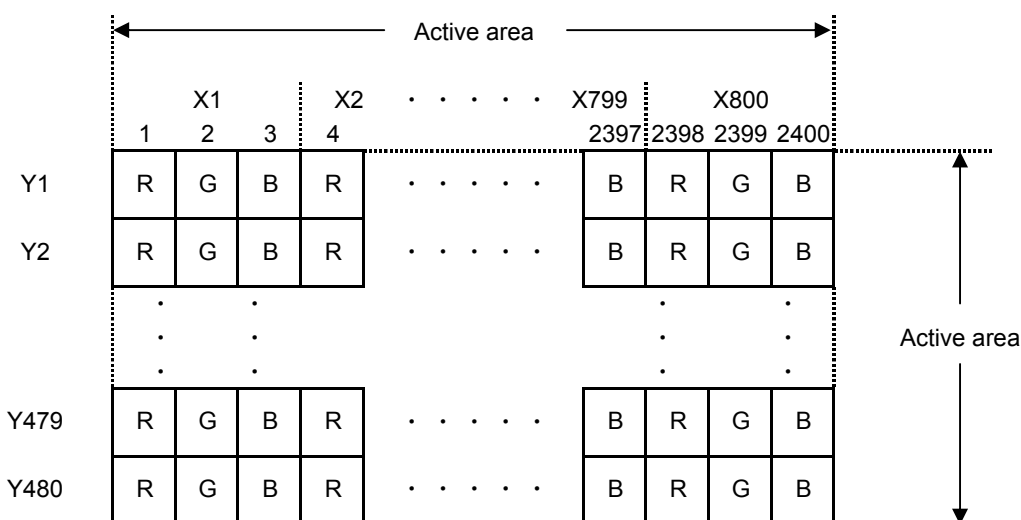 Active area
X1 X2 ・ ・ ・ ・ ・ X799 X800
1 2 3 4 2397 2398 2399 2400
Y1 R G B R ・ ・ ・ ・ ・ B R G B
Y2 R G B R ・ ・ ・ ・ ・ B R G B
・ ・ ・ ・
・ ・ ・ ・
Active area
・ ・ ・ ・
Y479 R G B R ・ ・ ・ ・ ・ B R G B
Y480 R G B R ・ ・ ・ ・ ・ B R G B